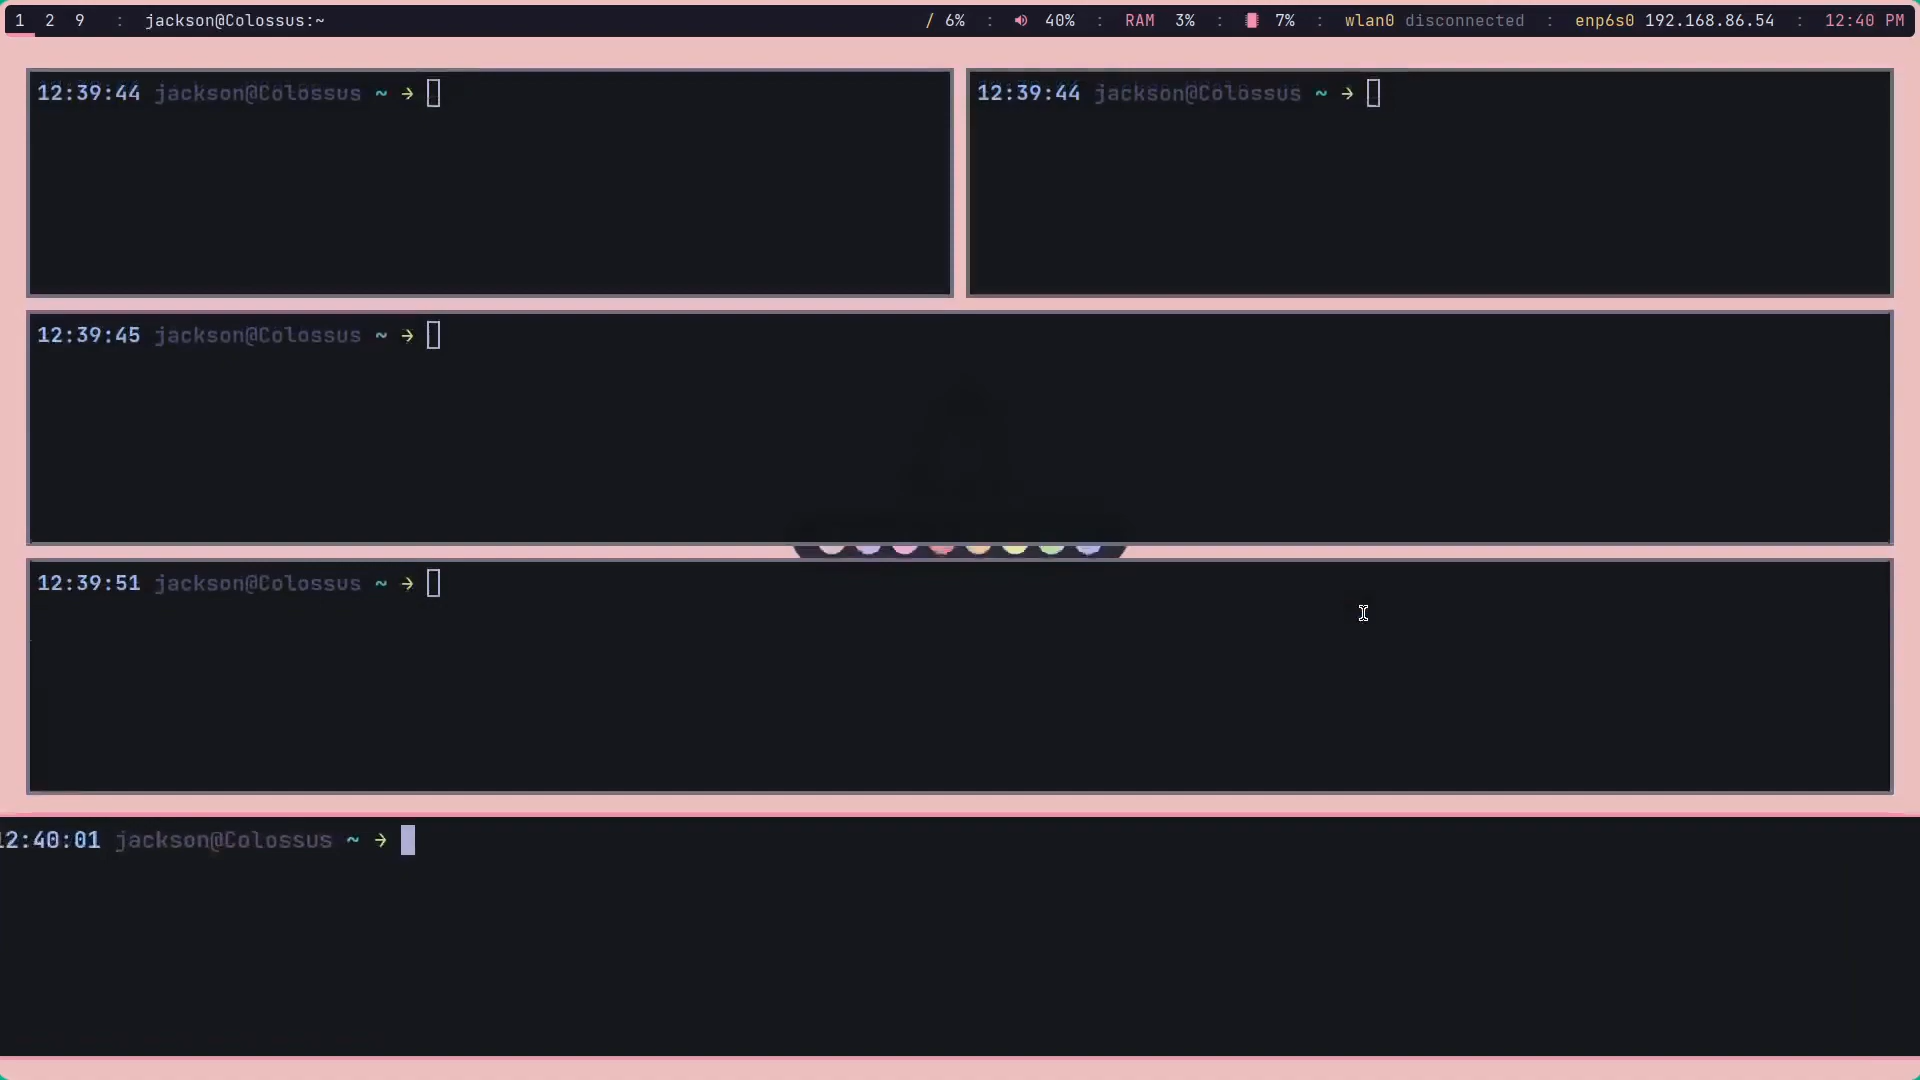 1 2 9 : jackson@Colossus:~ / 6% : 40% : RAM 3% : 7% : wlan0 disconnected : enp6s0 192.168.86.54 : 12:40 PM
12:39:44 jackson@Colossus ~ →
12:39:44 jackson@Colossus ~ →
12:39:45 jackson@Colossus ~ →
12:39:51 jackson@Colossus ~ →
12:40:01 jackson@Colossus ~ →